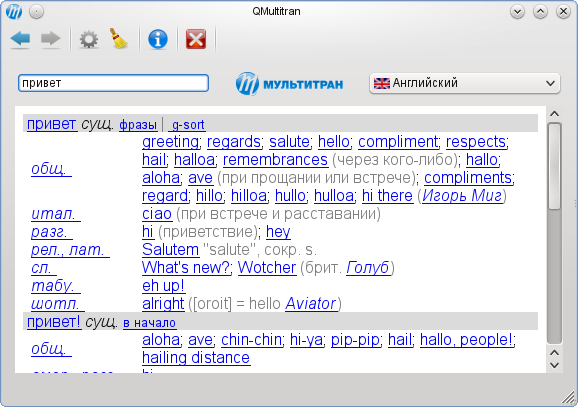 QMultitran
привет МУЛЬТИТРАН Английский
привет сущ. фразы | g-sort
greeting; regards; salute; hello; compliment; respects;
общ. hail; halloa; remembrances (через кого-либо); hallo;
aloha; ave (при прощании или встрече); compliments;
regard; hillo; hilloa; hullo; hulloa; hi there (Игорь Миг)
итал. ciao (при встрече и расставании)
разг. hi (приветствие); hey
рел., лат. Salutem "salute", сокр. s.
сл. What's new?; Wotcher (брит. Голуб)
табу. eh up!
шотл. alright ([oroit] = hello Aviator)
привет! сущ. в начало
общ. aloha; ave; chin-chin; hi-ya; pip-pip; hail; hallo, people!;
hailing distance